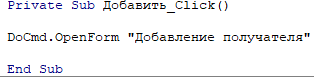 Private Sub Добавить_Click()
DoCmd.OpenForm "Добавление получателя"
End Sub